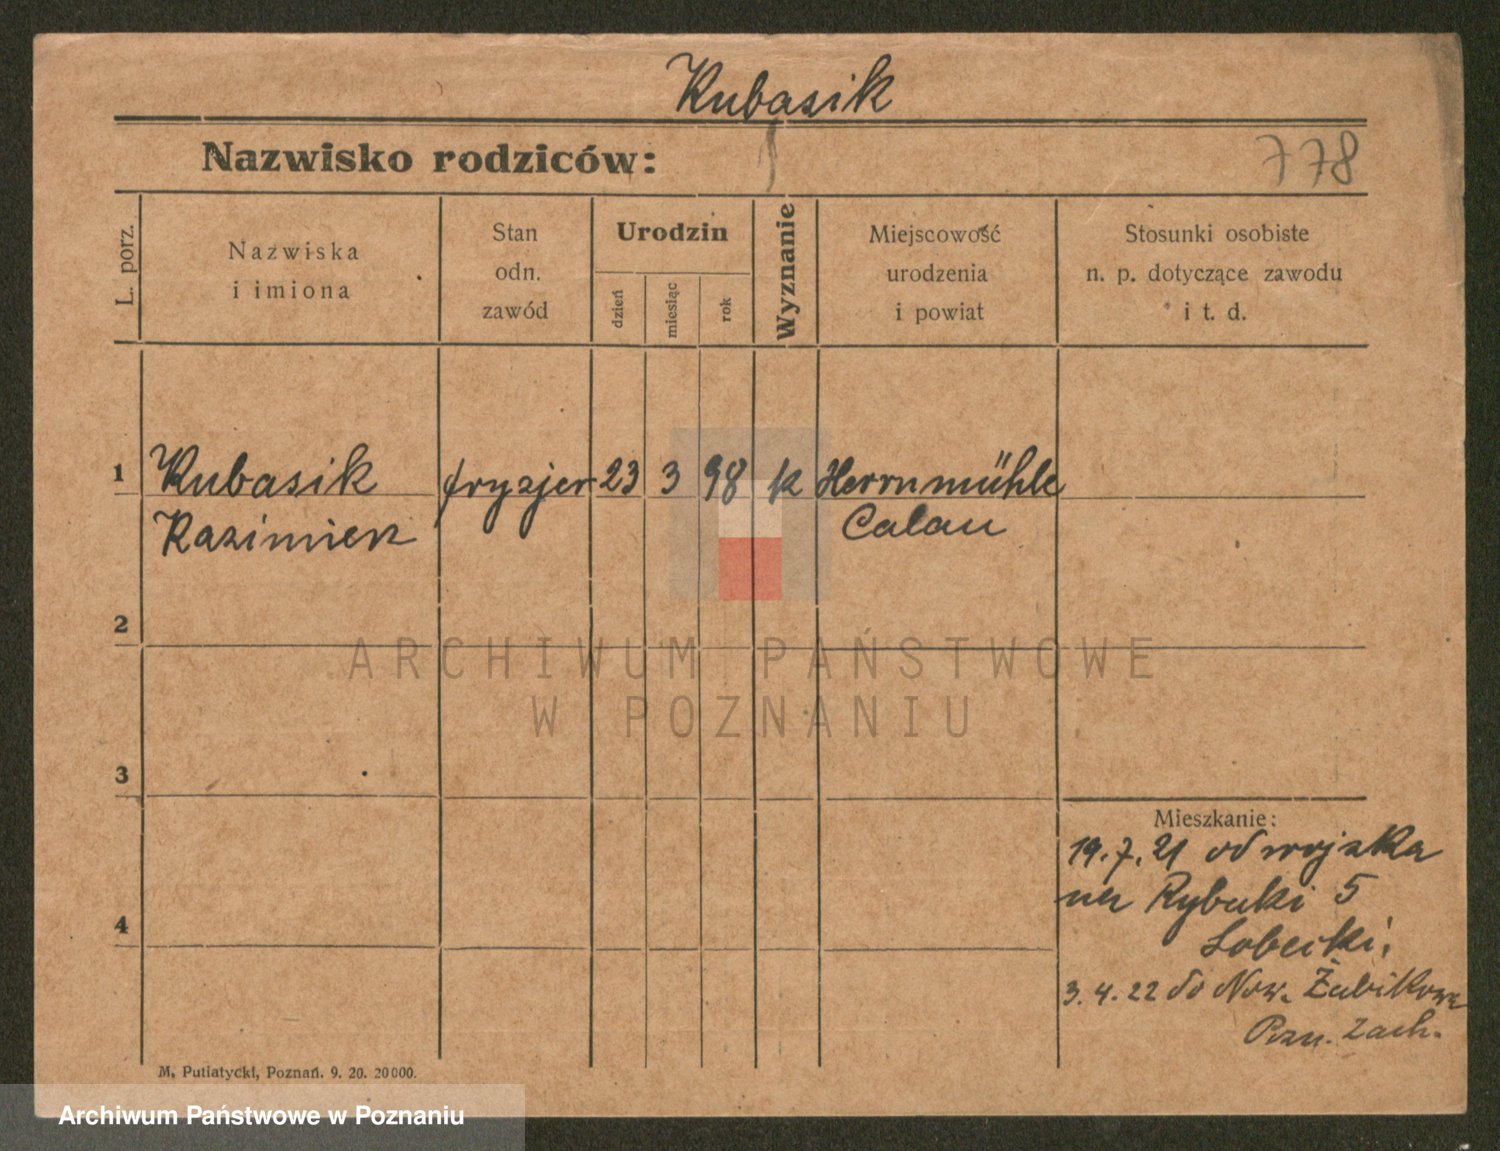 Kubasik
Nazwisko rodziców:
778
L. porz.
Nazwiska
i imiona
Stan
odn.
zawód
Urodzin
dzień
miesiąc
rok
Wyznanie
Miejscowość
urodzenia
i powiat
Stosunki osobiste
n. p. dotyczące zawodu
i t. d.
1 Kubasik fryzjer 23 3 98 k Herrnmühle
Kazimierz Calau
2
3
4
Mieszkanie:
19.7.21 od wojska
na Rybaki 5
Sobecki,
3.4.22 do Now. Żabikowa
Pozn. Zach.
M. Putiatycki, Poznań. 9. 20. 20000.
ARCHIWUM PAŃSTWOWE
W POZNANIU
Archiwum Państwowe w Poznaniu